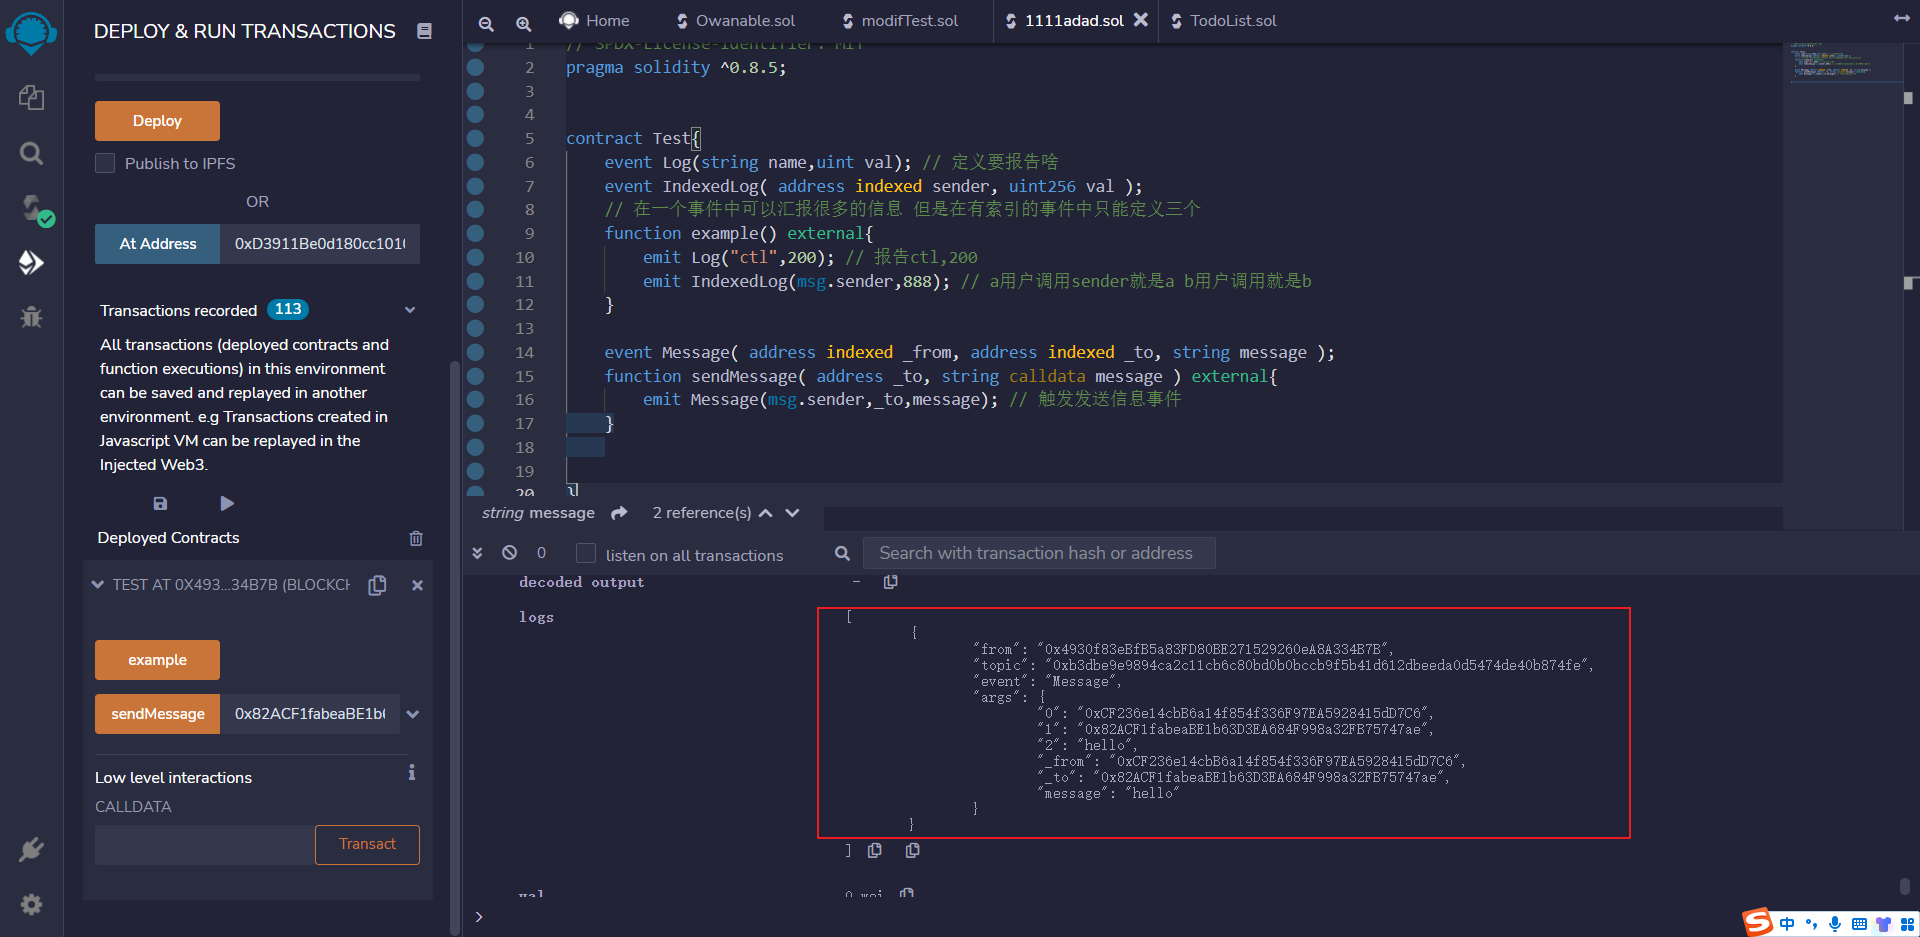 DEPLOY & RUN TRANSACTIONS
Deploy
Publish to IPFS
OR
At Address
0xD3911Be0d180cc101
Transactions recorded 113
All transactions (deployed contracts and
function executions) in this environment
can be saved and replayed in another
environment. e.g Transactions created in
Javascript VM can be replayed in the
Injected Web3.
Deployed Contracts
TEST AT 0X493...34B7B (BLOCKCH
example
sendMessage
0x82ACF1fabeaBE1b6
Low level interactions
CALLDATA
Transact
Home
Owanable.sol
modifTest.sol
1111adad.sol
TodoList.sol
1 // SPDX-License-Identifier: MIT
2 pragma solidity ^0.8.5;
3
4
5 contract Test{
6 event Log(string name,uint val); // 定义要报告啥
7 event IndexedLog( address indexed sender, uint256 val );
8 // 在一个事件中可以汇报很多的信息 但是在有索引的事件中只能定义三个
9 function example() external{
10 emit Log("ctl",200); // 报告ctl,200
11 emit IndexedLog(msg.sender,888); // a用户调用sender就是a b用户调用就是b
12 }
13
14 event Message( address indexed _from, address indexed _to, string message );
15 function sendMessage( address _to, string calldata message ) external{
16 emit Message(msg.sender,_to,message); // 触发发送信息事件
17 }
18
19
20 }
string message 2 reference(s)
0 listen on all transactions
Search with transaction hash or address
decoded output -
logs [
{
"from": "0x4930f83eBfB5a83FD80BE271529260eA8A334B7B",
"topic": "0xb3dbe9e9894ca2c11cb6c80bd0b0bccb9f5b41d612dbeeda0d5474de40b874fe",
"event": "Message",
"args": {
"0": "0xCF236e14cbB6a14f854f336F97EA5928415dD7C6",
"1": "0x82ACF1fabeaBE1b63D3EA684F998a32FB75747ae",
"2": "hello",
"_from": "0xCF236e14cbB6a14f854f336F97EA5928415dD7C6",
"_to": "0x82ACF1fabeaBE1b63D3EA684F998a32FB75747ae",
"message": "hello"
}
}
]
val 0 wei
>
中